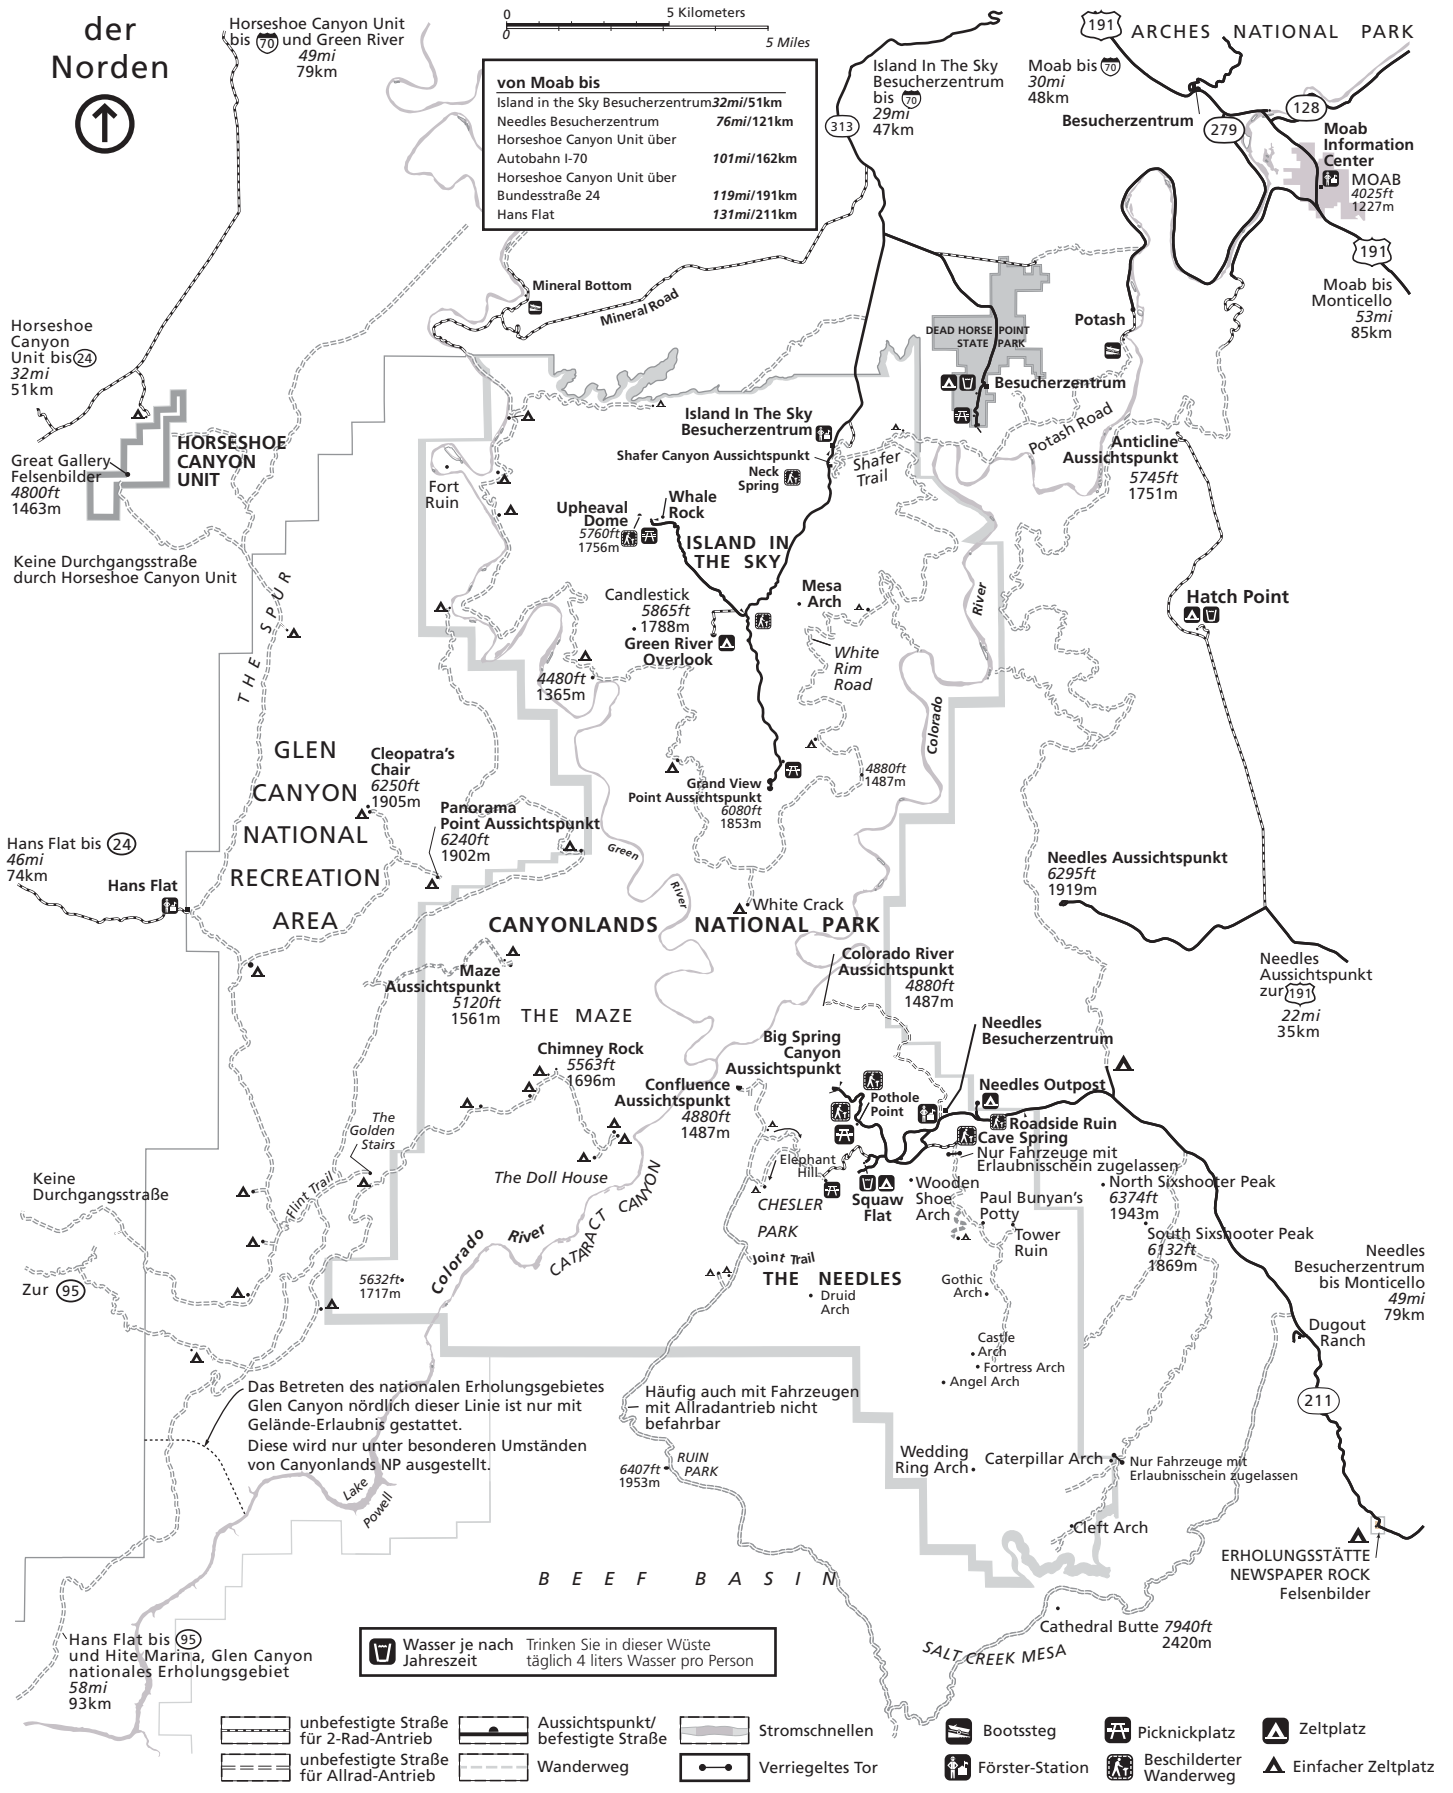 der
Norden
Horseshoe Canyon Unit
bis 70 und Green River
49mi
79km
0
5 Kilometers
0
5 Miles
von Moab bis
Island in the Sky Besucherzentrum 32mi/51km
Needles Besucherzentrum 76mi/121km
Horseshoe Canyon Unit über
Autobahn I-70 101mi/162km
Horseshoe Canyon Unit über
Bundesstraße 24 119mi/191km
Hans Flat 131mi/211km
313
Island In The Sky
Besucherzentrum
bis 70
29mi
47km
191
ARCHES NATIONAL PARK
Moab bis 70
30mi
48km
Besucherzentrum
279
128
Moab
Information
Center
MOAB
4025ft
1227m
191
Moab bis
Monticello
53mi
85km
Mineral Bottom
Mineral Road
DEAD HORSE POINT
STATE PARK
Besucherzentrum
Potash
Potash Road
Anticline
Aussichtspunkt
5745ft
1751m
Horseshoe
Canyon
Unit bis 24
32mi
51km
HORSESHOE
CANYON
UNIT
Great Gallery
Felsenbilder
4800ft
1463m
Keine Durchgangsstraße
durch Horseshoe Canyon Unit
Fort
Ruin
Island In The Sky
Besucherzentrum
Shafer Canyon Aussichtspunkt
Neck
Spring
Shafer
Trail
Upheaval
Dome
5760ft
1756m
Whale
Rock
ISLAND IN
THE SKY
Candlestick
5865ft
1788m
Green River
Overlook
Mesa
Arch
White
Rim
Road
River
Colorado
Hatch Point
THE SPUR
4480ft
1365m
GLEN
CANYON
NATIONAL
RECREATION
AREA
Cleopatra's
Chair
6250ft
1905m
Panorama
Point Aussichtspunkt
6240ft
1902m
Grand View
Point Aussichtspunkt
6080ft
1853m
4880ft
1487m
Green
River
Hans Flat bis 24
46mi
74km
Hans Flat
Needles Aussichtspunkt
6295ft
1919m
White Crack
CANYONLANDS NATIONAL PARK
Maze
Aussichtspunkt
5120ft
1561m
THE MAZE
Colorado River
Aussichtspunkt
4880ft
1487m
Needles
Aussichtspunkt
zur 191
22mi
35km
Chimney Rock
5563ft
1696m
Big Spring
Canyon
Aussichtspunkt
Needles
Besucherzentrum
Confluence
Aussichtspunkt
4880ft
1487m
Pothole
Point
Needles Outpost
Roadside Ruin
Cave Spring
Nur Fahrzeuge mit
Erlaubnisschein zugelassen
The
Golden
Stairs
The Doll House
Elephant
Hill
Squaw
Flat
Wooden
Shoe
Arch
Paul Bunyan's
Potty
Tower
Ruin
North Sixshooter Peak
6374ft
1943m
South Sixshooter Peak
6132ft
1869m
Keine
Durchgangsstraße
Flint Trail
CATARACT CANYON
Colorado River
CHESLER
PARK
Joint Trail
THE NEEDLES
Druid
Arch
Gothic
Arch
Needles
Besucherzentrum
bis Monticello
49mi
79km
Zur 95
5632ft
1717m
Castle
Arch
Fortress Arch
Angel Arch
Dugout
Ranch
211
Das Betreten des nationalen Erholungsgebietes
Glen Canyon nördlich dieser Linie ist nur mit
Gelände-Erlaubnis gestattet.
Diese wird nur unter besonderen Umständen
von Canyonlands NP ausgestellt.
Häufig auch mit Fahrzeugen
mit Allradantrieb nicht
befahrbar
RUIN
PARK
6407ft
1953m
Lake
Powell
Wedding
Ring Arch
Caterpillar Arch
Nur Fahrzeuge mit
Erlaubnisschein zugelassen
Cleft Arch
ERHOLUNGSSTÄTTE
NEWSPAPER ROCK
Felsenbilder
BEEF BASIN
Cathedral Butte 7940ft
2420m
SALT CREEK MESA
Hans Flat bis 95
und Hite Marina, Glen Canyon
nationales Erholungsgebiet
58mi
93km
Wasser je nach
Jahreszeit
Trinken Sie in dieser Wüste
täglich 4 liters Wasser pro Person
unbefestigte Straße
für 2-Rad-Antrieb
unbefestigte Straße
für Allrad-Antrieb
Aussichtspunkt/
befestigte Straße
Wanderweg
Stromschnellen
Verriegeltes Tor
Bootssteg
Förster-Station
Picknickplatz
Beschilderter
Wanderweg
Zeltplatz
Einfacher Zeltplatz